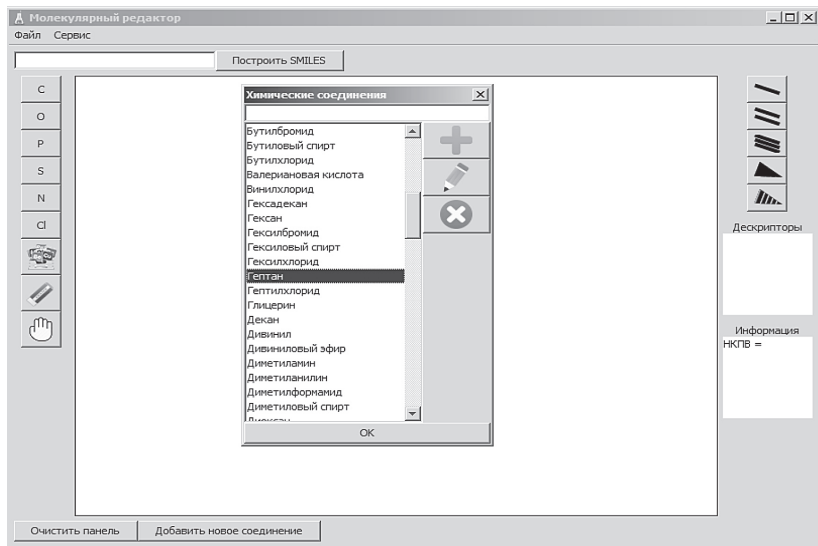 Молекулярный редактор
Файл Сервис
Построить SMILES
C
O
P
S
N
Cl
Химические соединения
Бутилбромид
Бутиловый спирт
Бутилхлорид
Валериановая кислота
Винилхлорид
Гексадекан
Гексан
Гексилбромид
Гексиловый спирт
Гексилхлорид
Гептан
Гептилхлорид
Глицерин
Декан
Дивинил
Дивиниловый эфир
Диметиламин
Диметиланилин
Диметилформамид
Диметиловый спирт
Диоксан
OK
Дескрипторы
Информация
НКПВ =
Очистить панель Добавить новое соединение